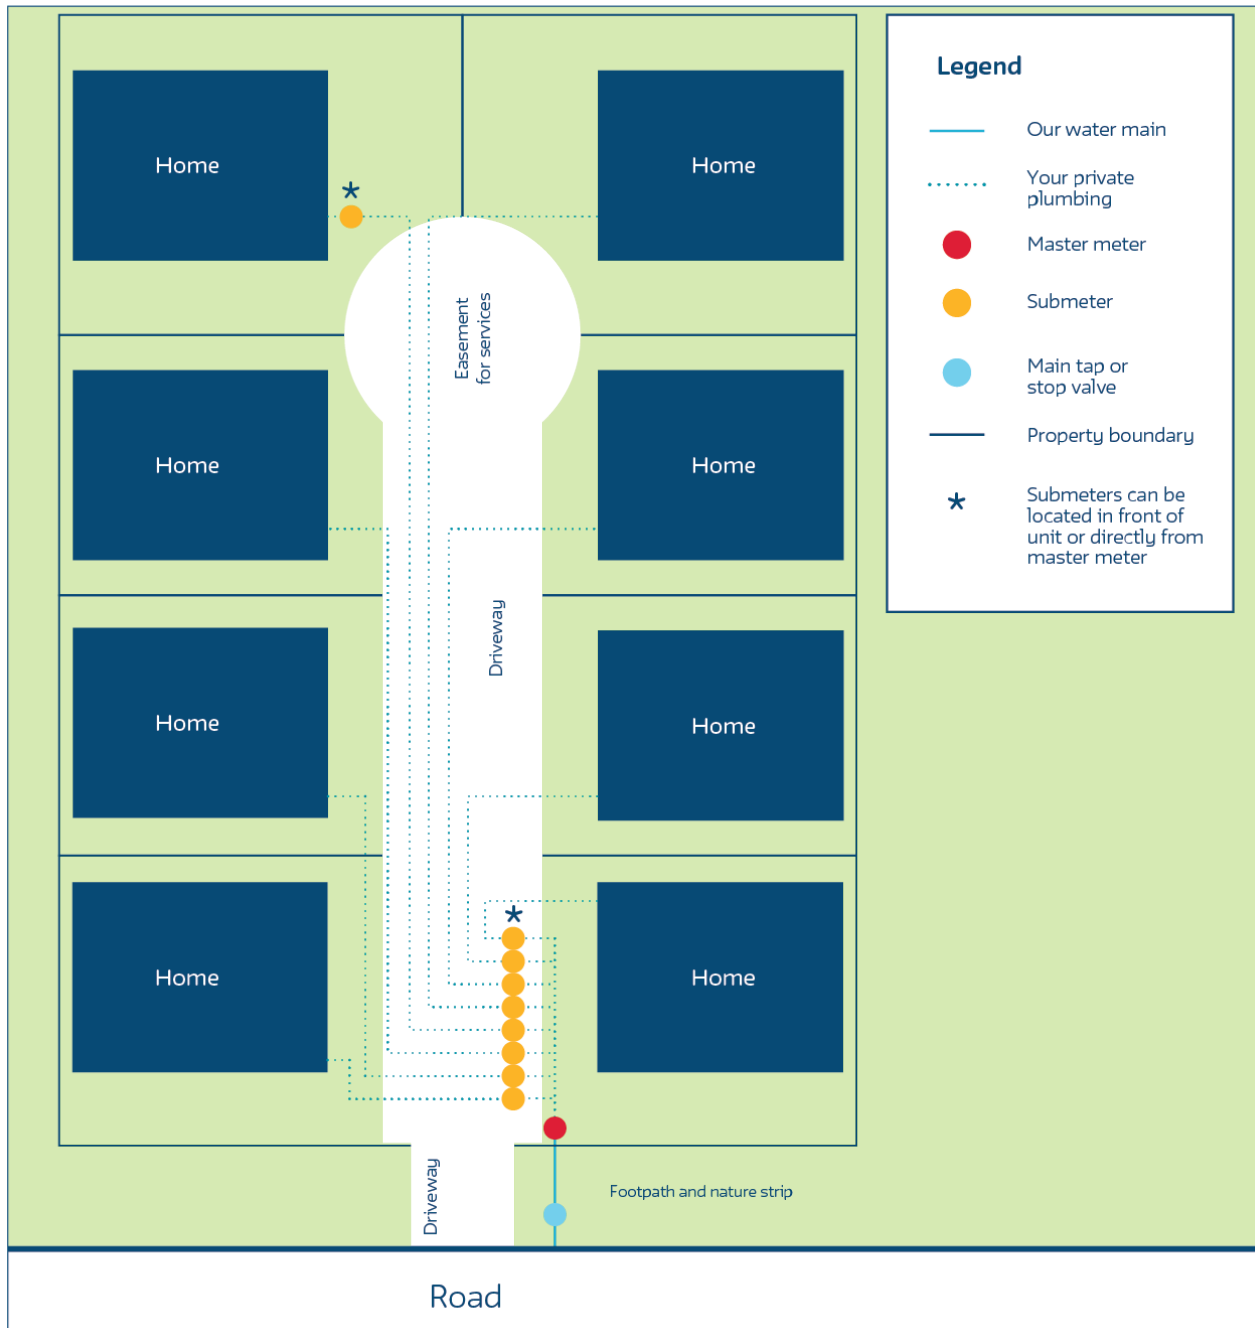 Legend
Our water main
Your private
plumbing
Master meter
Submeter
Main tap or
stop valve
Property boundary
*
Submeters can be
located in front of
unit or directly from
master meter
Home
*
Home
Easement
for services
Home
Home
Driveway
Home
Home
*
Home
Home
Driveway
Footpath and nature strip
Road